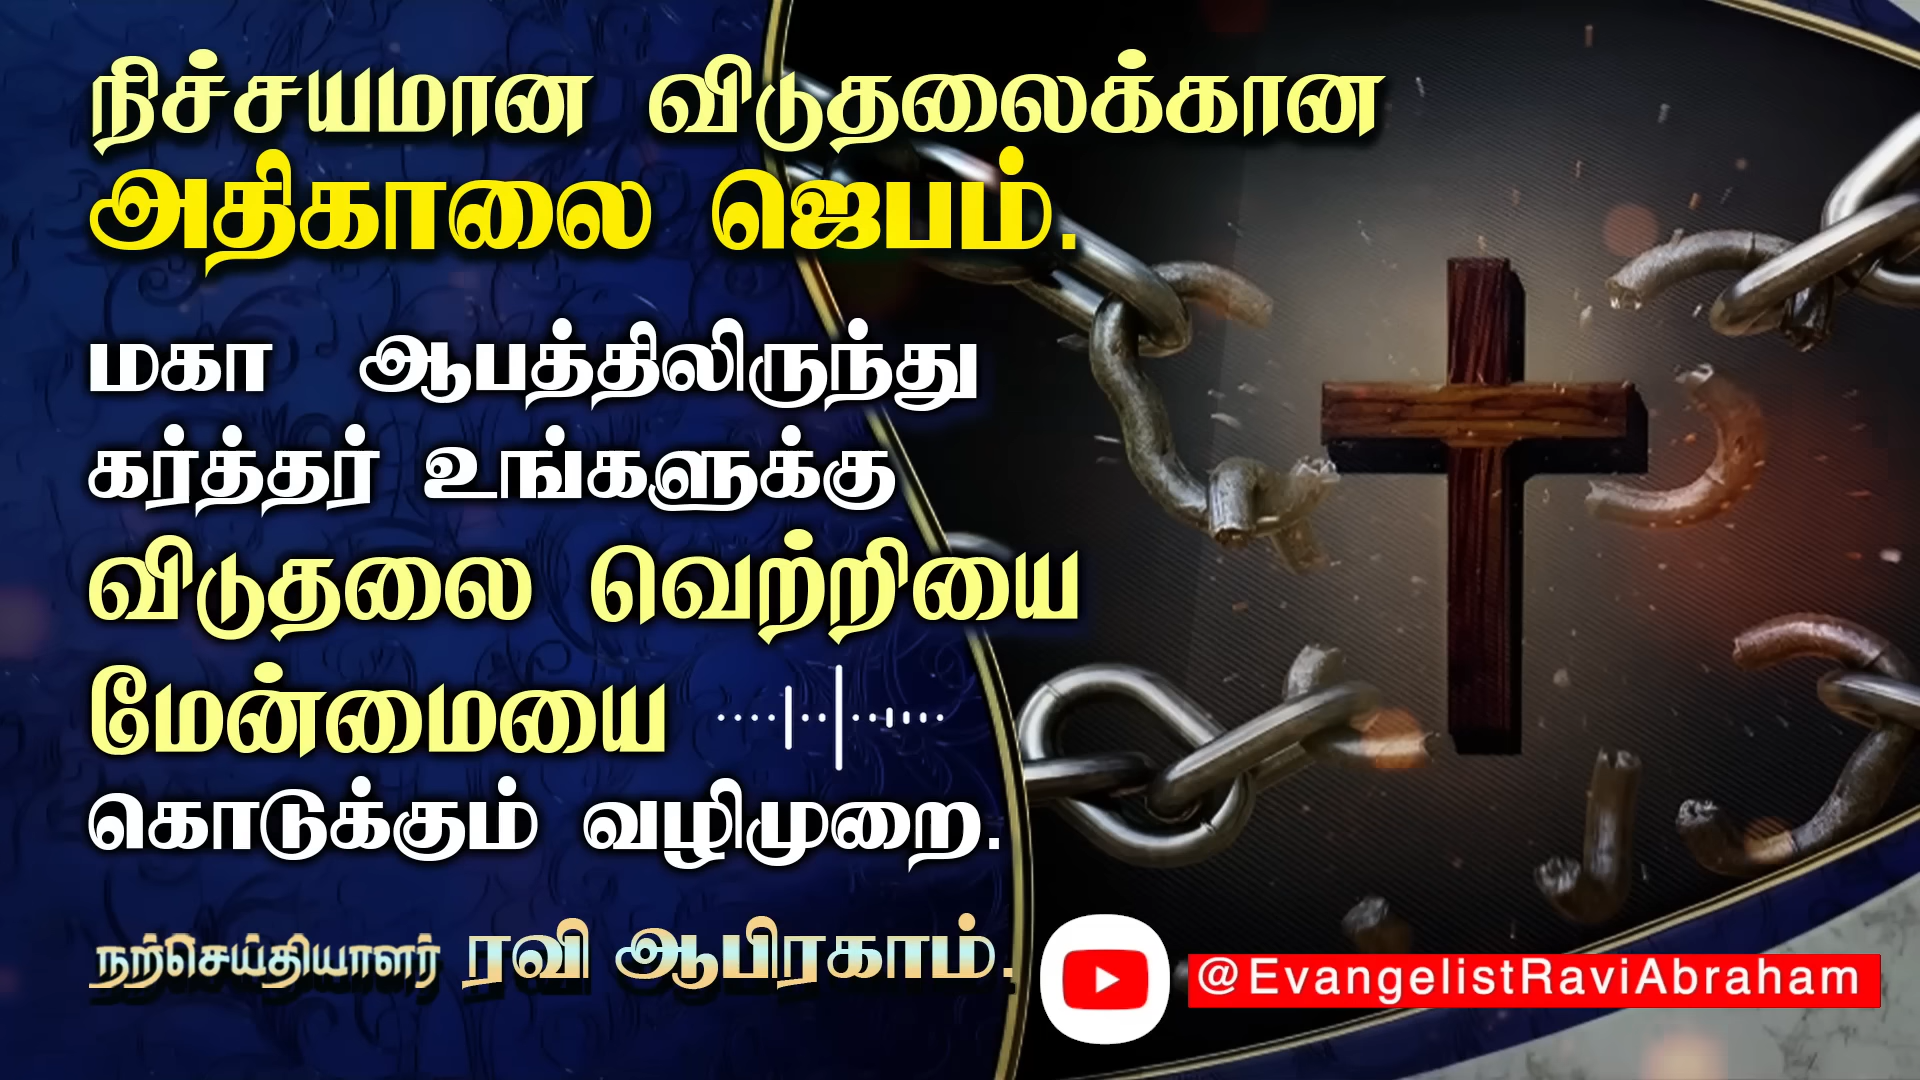 நிச்சயமான விடுதலைக்கான
அதிகாலை ஜெபம்.
மகா ஆபத்திலிருந்து
கர்த்தர் உங்களுக்கு
விடுதலை வெற்றியை
மேன்மையை
கொடுக்கும் வழிமுறை.
நற்செய்தியாளர் ரவி ஆபிரகாம்.
@EvangelistRaviAbraham